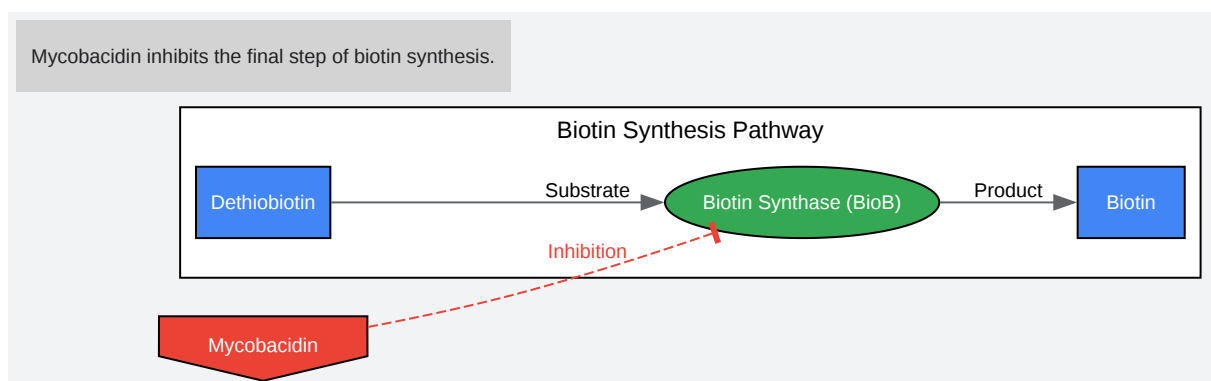 Mycobacidin inhibits the final step of biotin synthesis.
Biotin Synthesis Pathway
Dethiobiotin
Substrate
Biotin Synthase (BioB)
Product
Biotin
Inhibition
Mycobacidin